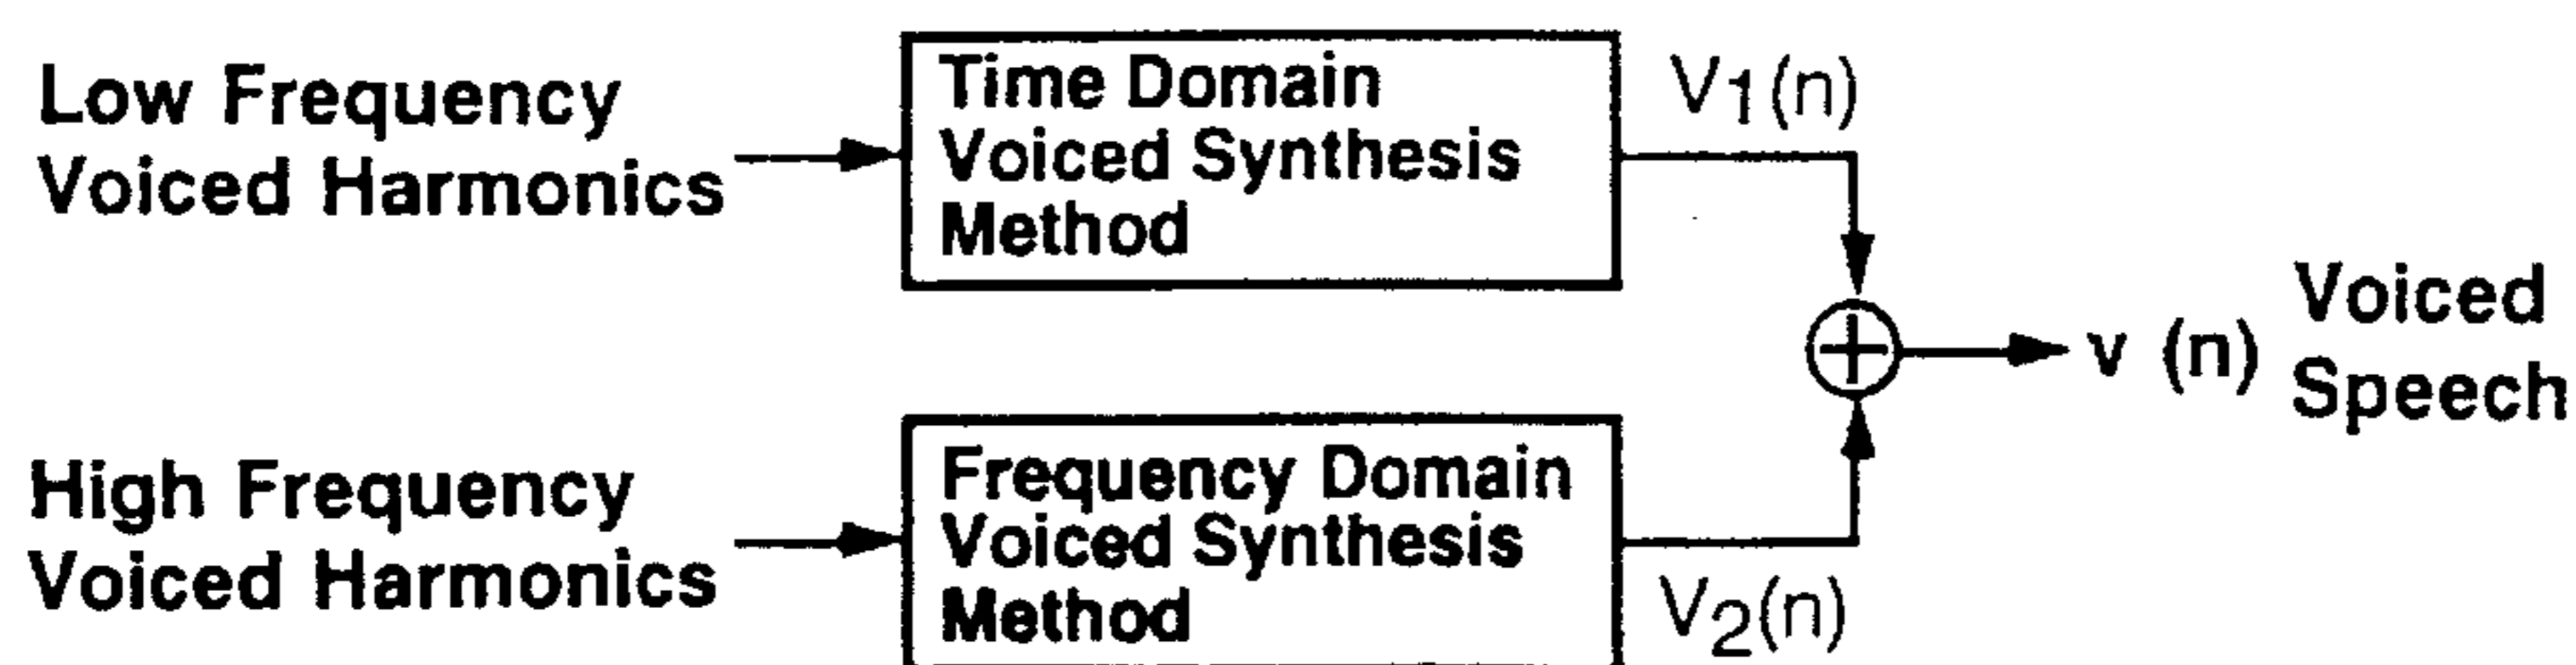 Low Frequency
Voiced Harmonics
Time Domain
Voiced Synthesis
Method
V1(n)
High Frequency
Voiced Harmonics
Frequency Domain
Voiced Synthesis
Method
V2(n)
+
v (n)
Voiced
Speech